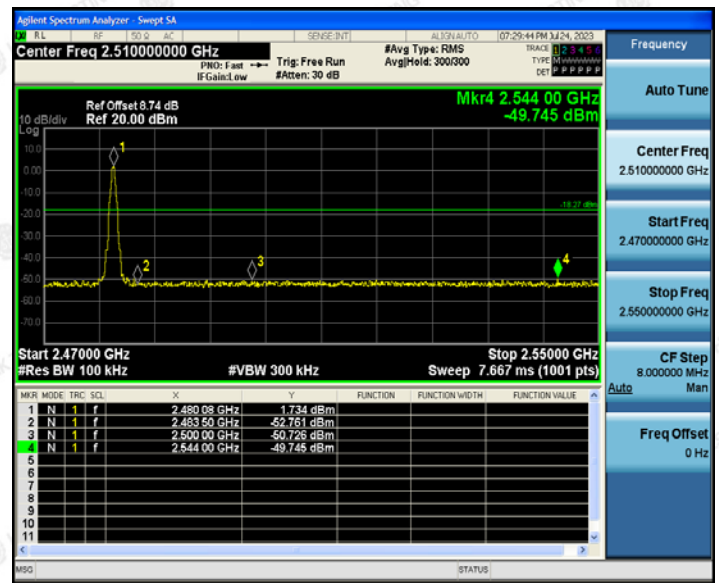 Agilent Spectrum Analyzer - Swept SA
RL RF 50 Ω AC SENSE:INT ALIGNAUTO 07:29:44 PM Jul 24, 2023
Center Freq 2.510000000 GHz
PNO: Fast
IFGain:Low
Trig: Free Run
#Atten: 30 dB
#Avg Type: RMS
Avg|Hold: 300/300
TRACE 1 2 3 4 5 6
TYPE M
DET P P P P P P
Ref Offset 8.74 dB
10 dB/div Ref 20.00 dBm
Log
Mkr4 2.544 00 GHz
-49.745 dBm
10.0
0.00
-10.0
-20.0
-30.0
-40.0
-50.0
-60.0
-70.0
-18.27 dBm
1
2
3
4
Start 2.47000 GHz Stop 2.55000 GHz
#Res BW 100 kHz #VBW 300 kHz Sweep 7.667 ms (1001 pts)
MKR MODE TRC SCL X Y FUNCTION FUNCTION WIDTH FUNCTION VALUE
1 N 1 f 2.480 08 GHz 1.734 dBm
2 N 1 f 2.483 50 GHz -52.761 dBm
3 N 1 f 2.500 00 GHz -50.726 dBm
4 N 1 f 2.544 00 GHz -49.745 dBm
5
6
7
8
9
10
11
MSG STATUS
Frequency
Auto Tune
Center Freq
2.510000000 GHz
Start Freq
2.470000000 GHz
Stop Freq
2.550000000 GHz
CF Step
8.000000 MHz
Auto Man
Freq Offset
0 Hz